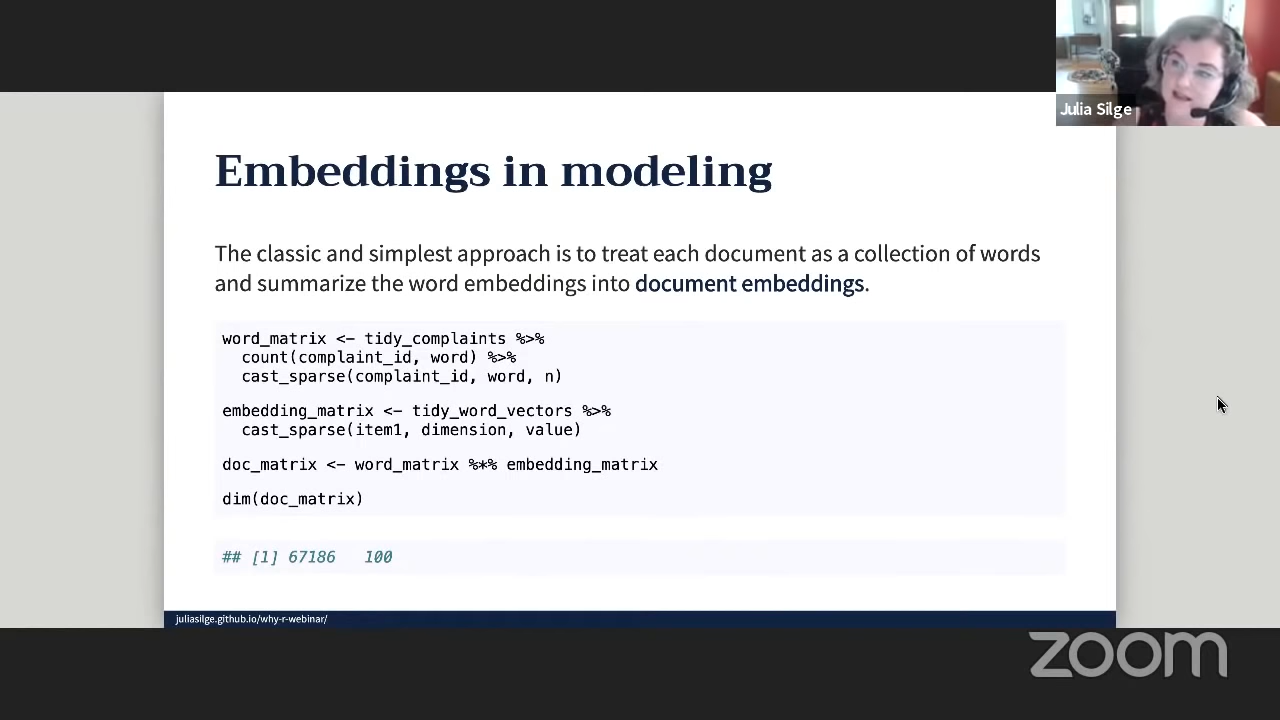 Julia Silge
Embeddings in modeling
The classic and simplest approach is to treat each document as a collection of words
and summarize the word embeddings into document embeddings.
word_matrix <- tidy_complaints %>%
  count(complaint_id, word) %>%
  cast_sparse(complaint_id, word, n)
embedding_matrix <- tidy_word_vectors %>%
  cast_sparse(item1, dimension, value)
doc_matrix <- word_matrix %*% embedding_matrix
dim(doc_matrix)
## [1] 67186   100
juliasilge.github.io/why-r-webinar/
zoom